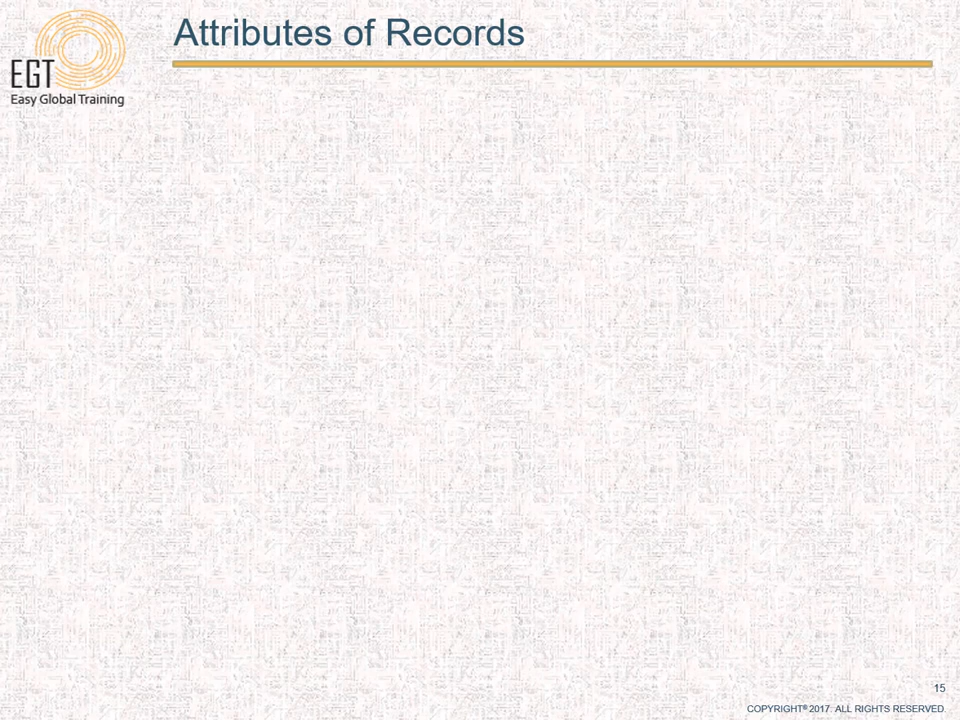 Attributes of Records
EGT
Easy Global Training
15
COPYRIGHT® 2017. ALL RIGHTS RESERVED.